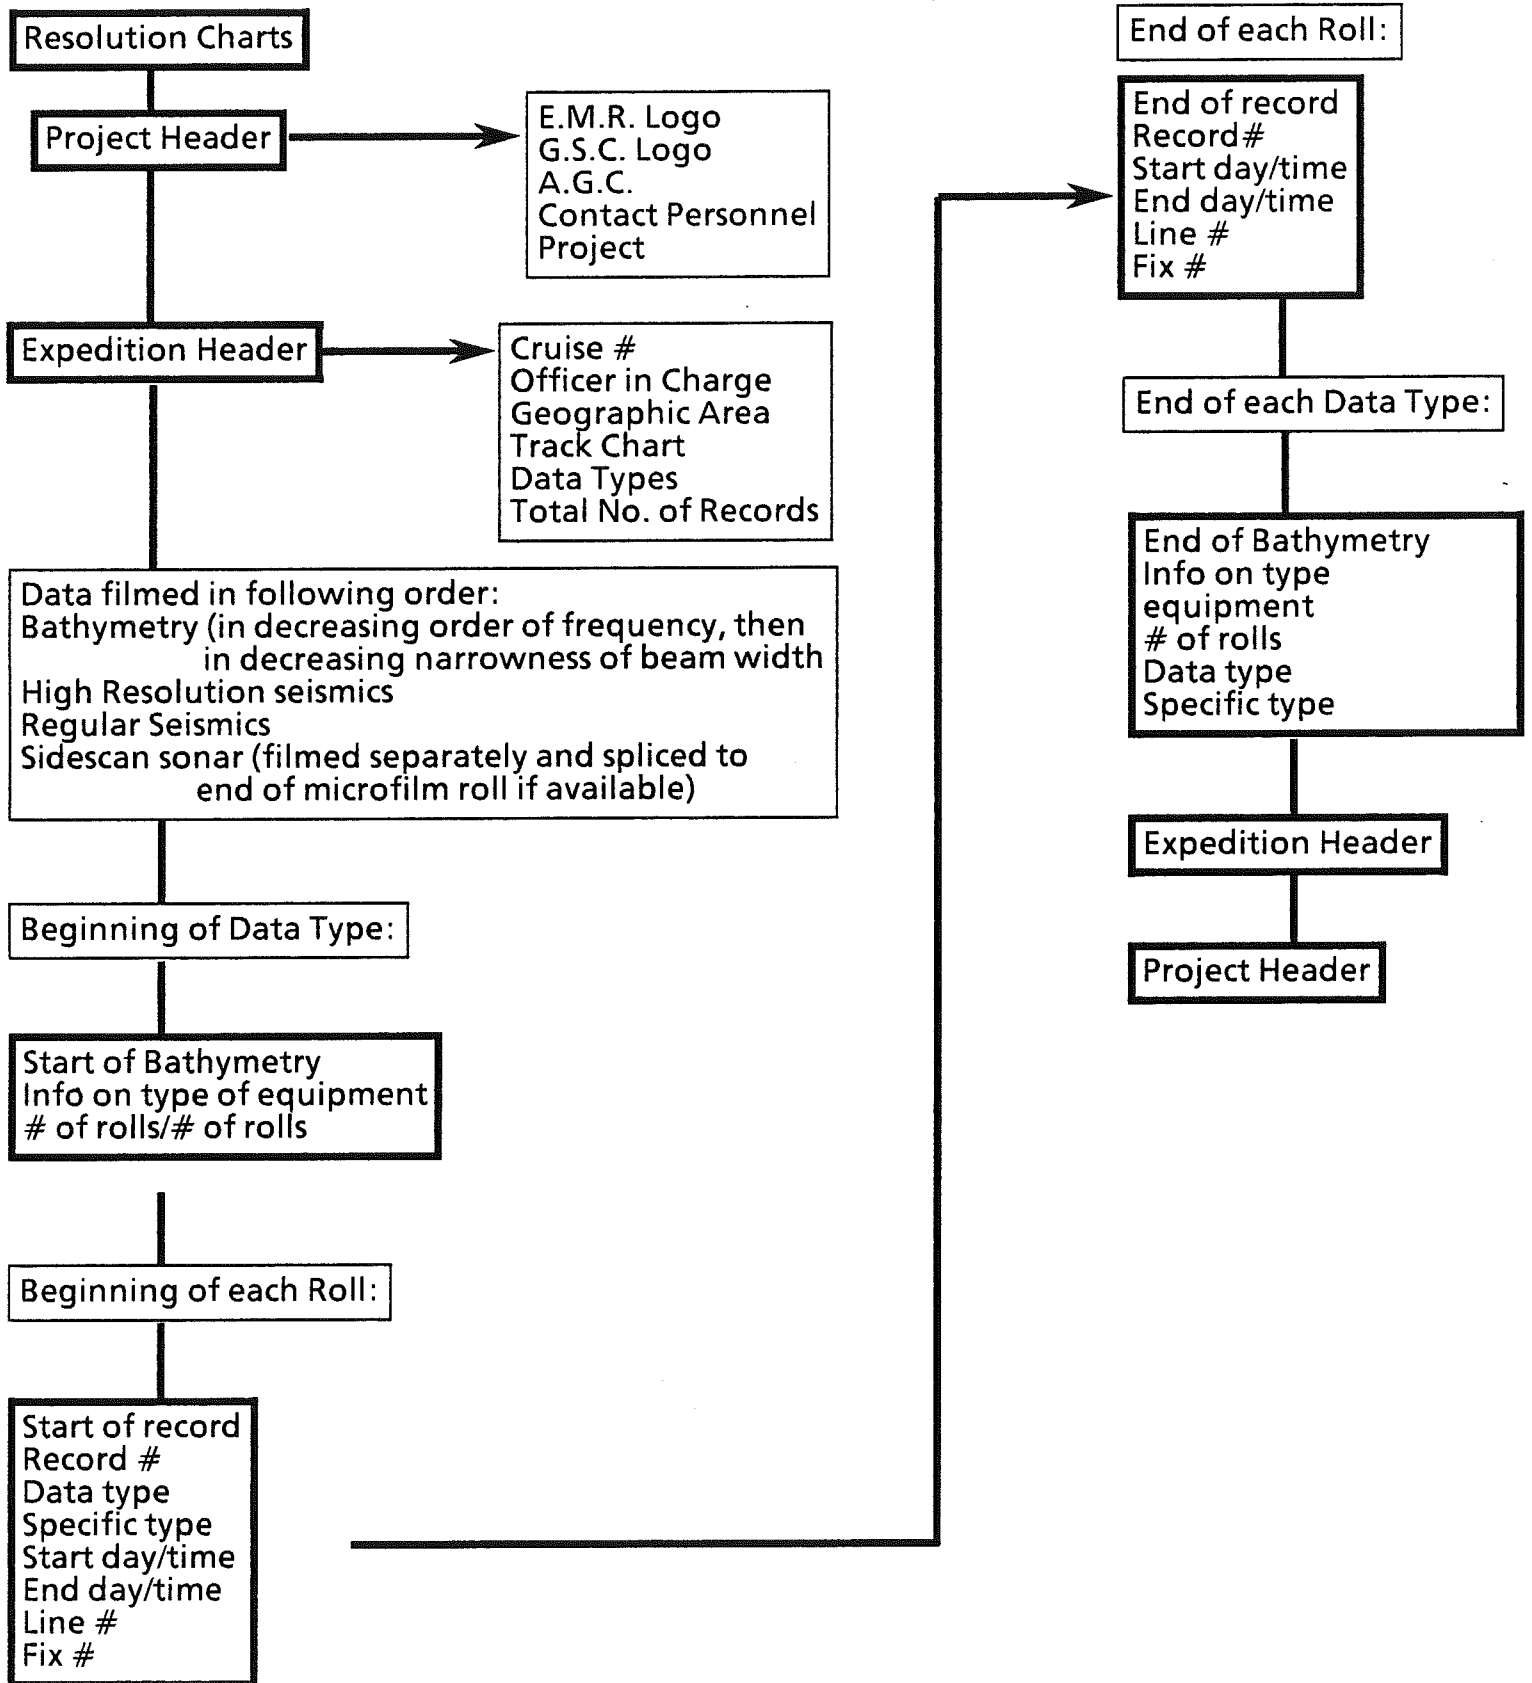 Resolution Charts
Project Header
E.M.R. Logo
G.S.C. Logo
A.G.C.
Contact Personnel
Project
Expedition Header
Cruise #
Officer in Charge
Geographic Area
Track Chart
Data Types
Total No. of Records
Data filmed in following order:
Bathymetry (in decreasing order of frequency, then
in decreasing narrowness of beam width
High Resolution seismics
Regular Seismics
Sidescan sonar (filmed separately and spliced to
end of microfilm roll if available)
Beginning of Data Type:
Start of Bathymetry
Info on type of equipment
# of rolls/# of rolls
Beginning of each Roll:
Start of record
Record #
Data type
Specific type
Start day/time
End day/time
Line #
Fix #
End of each Roll:
End of record
Record#
Start day/time
End day/time
Line #
Fix #
End of each Data Type:
End of Bathymetry
Info on type
equipment
# of rolls
Data type
Specific type
Expedition Header
Project Header